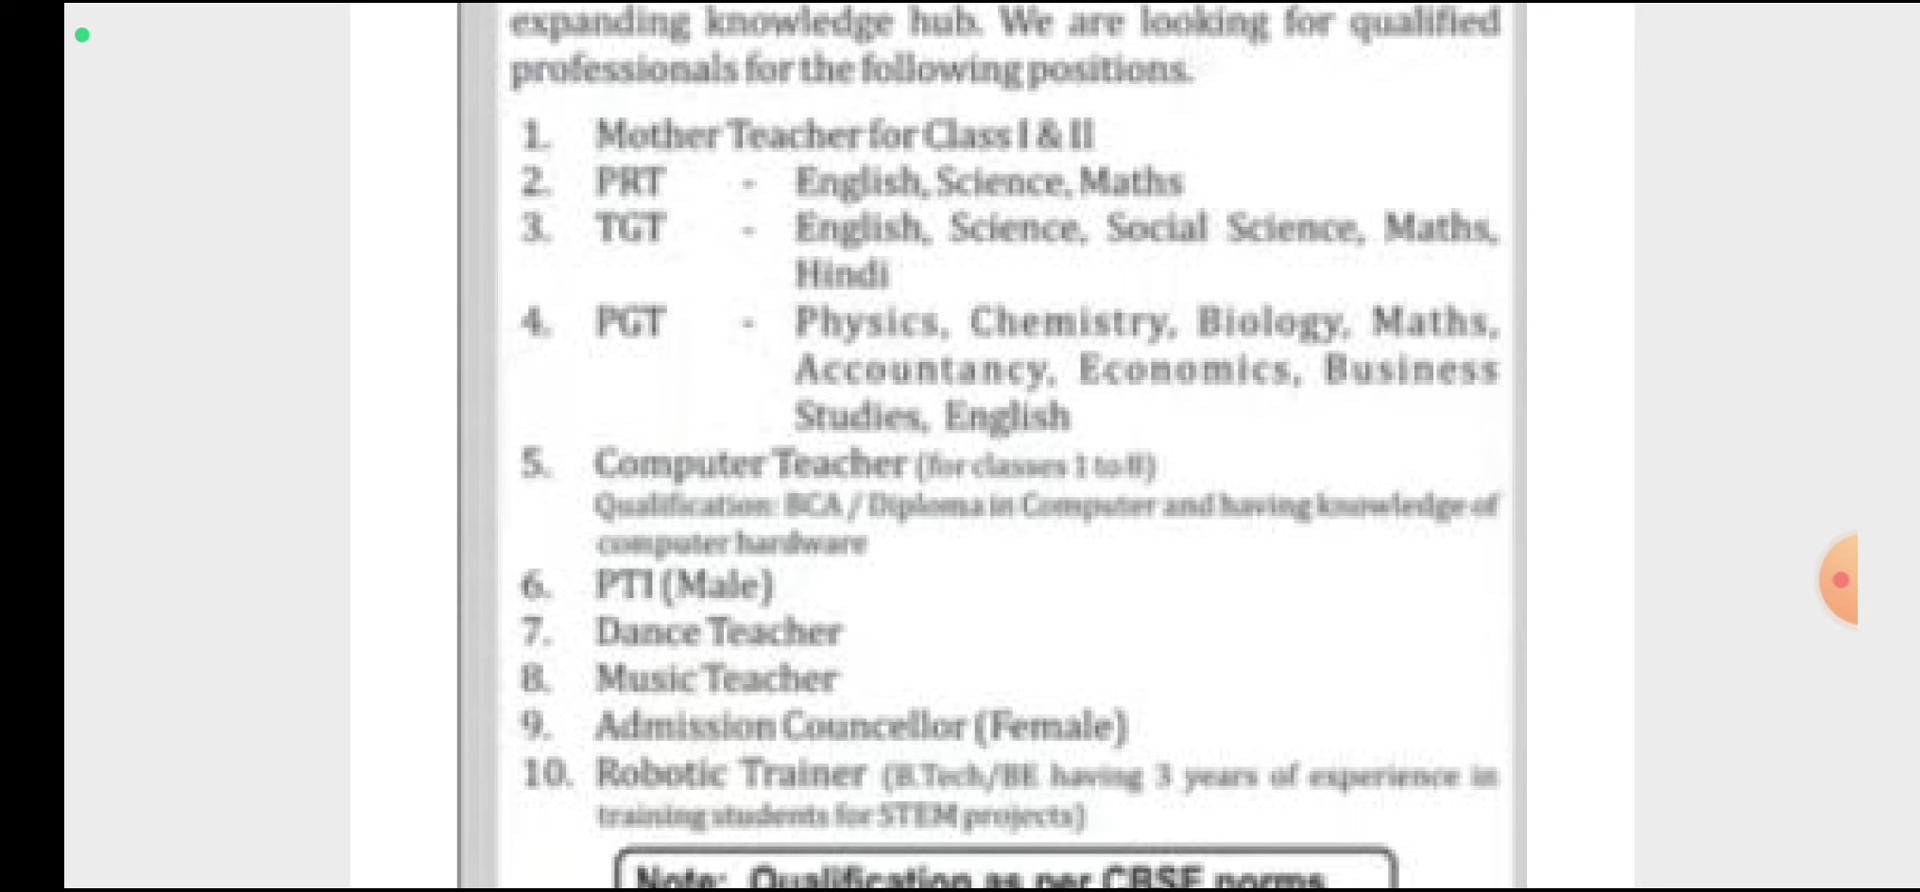 expanding knowledge hub. We are looking for qualified
professionals for the following positions.
1. Mother Teacher for Class I & II
2. PRT - English, Science, Maths
3. TGT - English, Science, Social Science, Maths,
Hindi
4. PGT - Physics, Chemistry, Biology, Maths,
Accountancy, Economics, Business
Studies, English
5. Computer Teacher (for classes 1 to 8)
Qualification: BCA / Diploma in Computer and having knowledge of
computer hardware
6. PTI (Male)
7. Dance Teacher
8. Music Teacher
9. Admission Councellor (Female)
10. Robotic Trainer (B.Tech/BE having 3 years of experience in
training students for STEM projects)
Note: Qualification as per CBSE norms